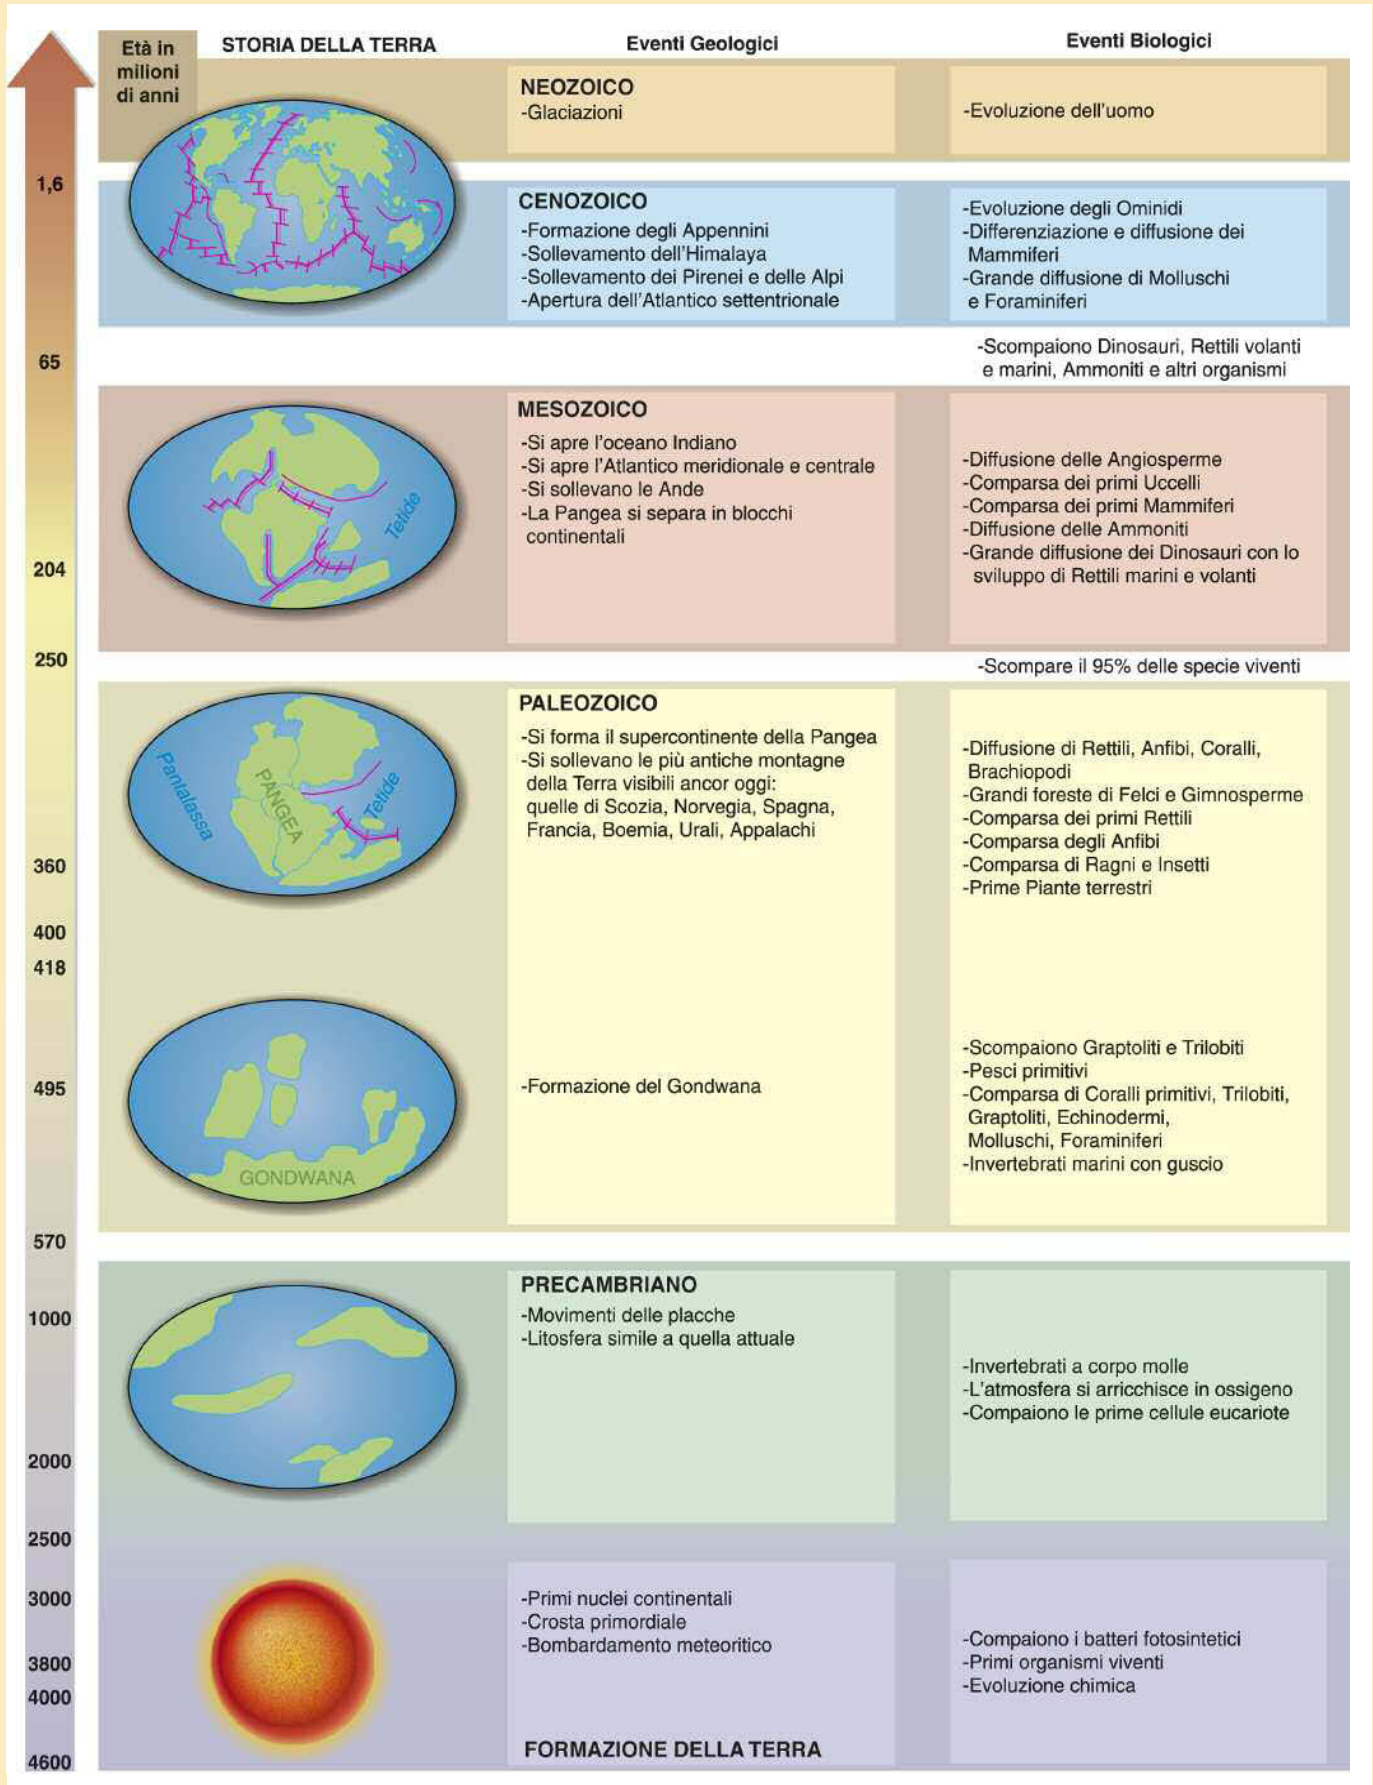 Età in
milioni
di anni
STORIA DELLA TERRA
Eventi Geologici
Eventi Biologici
NEOZOICO
-Glaciazioni
-Evoluzione dell'uomo
1,6
CENOZOICO
-Formazione degli Appennini
-Sollevamento dell'Himalaya
-Sollevamento dei Pirenei e delle Alpi
-Apertura dell'Atlantico settentrionale
-Evoluzione degli Ominidi
-Differenziazione e diffusione dei
Mammiferi
-Grande diffusione di Molluschi
e Foraminiferi
65
-Scompaiono Dinosauri, Rettili volanti
e marini, Ammoniti e altri organismi
MESOZOICO
-Si apre l'oceano Indiano
-Si apre l'Atlantico meridionale e centrale
-Si sollevano le Ande
-La Pangea si separa in blocchi
continentali
Tetide
-Diffusione delle Angiosperme
-Comparsa dei primi Uccelli
-Comparsa dei primi Mammiferi
-Diffusione delle Ammoniti
-Grande diffusione dei Dinosauri con lo
sviluppo di Rettili marini e volanti
204
250
-Scompare il 95% delle specie viventi
PALEOZOICO
-Si forma il supercontinente della Pangea
-Si sollevano le più antiche montagne
della Terra visibili ancor oggi:
quelle di Scozia, Norvegia, Spagna,
Francia, Boemia, Urali, Appalachi
Pantalassa
PANGEA
Tetide
-Diffusione di Rettili, Anfibi, Coralli,
Brachiopodi
-Grandi foreste di Felci e Gimnosperme
-Comparsa dei primi Rettili
-Comparsa degli Anfibi
-Comparsa di Ragni e Insetti
-Prime Piante terrestri
360
400
418
495
GONDWANA
-Formazione del Gondwana
-Scompaiono Graptoliti e Trilobiti
-Pesci primitivi
-Comparsa di Coralli primitivi, Trilobiti,
Graptoliti, Echinodermi,
Molluschi, Foraminiferi
-Invertebrati marini con guscio
570
PRECAMBRIANO
-Movimenti delle placche
-Litosfera simile a quella attuale
1000
-Invertebrati a corpo molle
-L'atmosfera si arricchisce in ossigeno
-Compaiono le prime cellule eucariote
2000
2500
3000
-Primi nuclei continentali
-Crosta primordiale
-Bombardamento meteoritico
-Compaiono i batteri fotosintetici
-Primi organismi viventi
-Evoluzione chimica
3800
4000
FORMAZIONE DELLA TERRA
4600